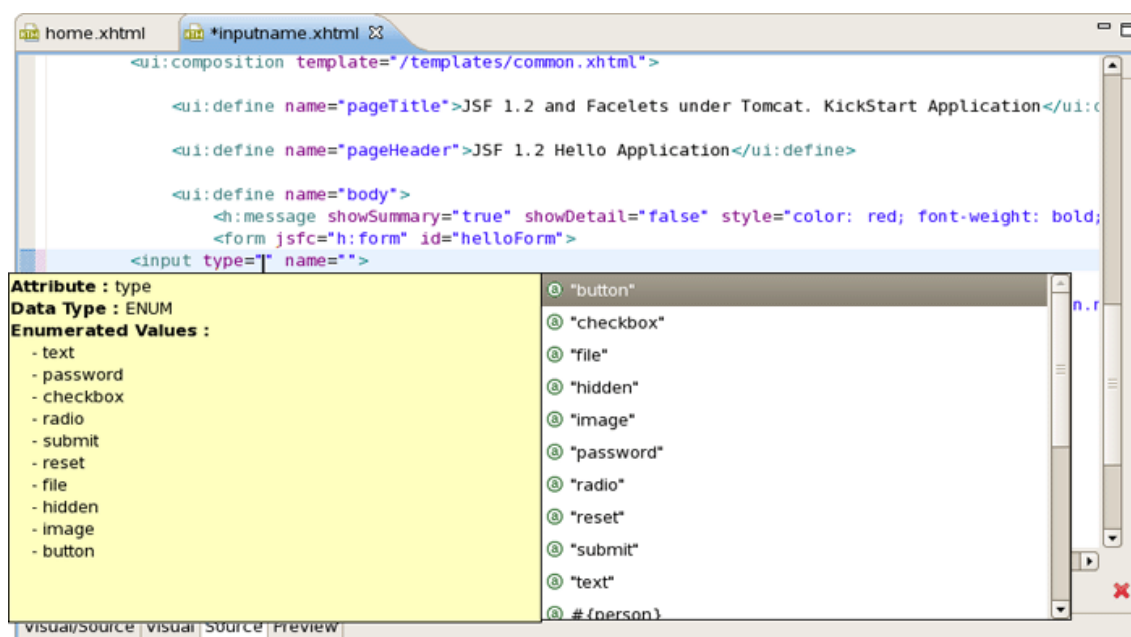 home.xhtml
*inputname.xhtml
<ui:composition template="/templates/common.xhtml">
<ui:define name="pageTitle">JSF 1.2 and Facelets under Tomcat. KickStart Application</ui:
<ui:define name="pageHeader">JSF 1.2 Hello Application</ui:define>
<ui:define name="body">
<h:message showSummary="true" showDetail="false" style="color: red; font-weight: bold;
<form jsfc="h:form" id="helloForm">
<input type="" name="">
Attribute : type
Data Type : ENUM
Enumerated Values :
- text
- password
- checkbox
- radio
- submit
- reset
- file
- hidden
- image
- button
"button"
"checkbox"
"file"
"hidden"
"image"
"password"
"radio"
"reset"
"submit"
"text"
#{person}
Visual/Source Visual Source Preview